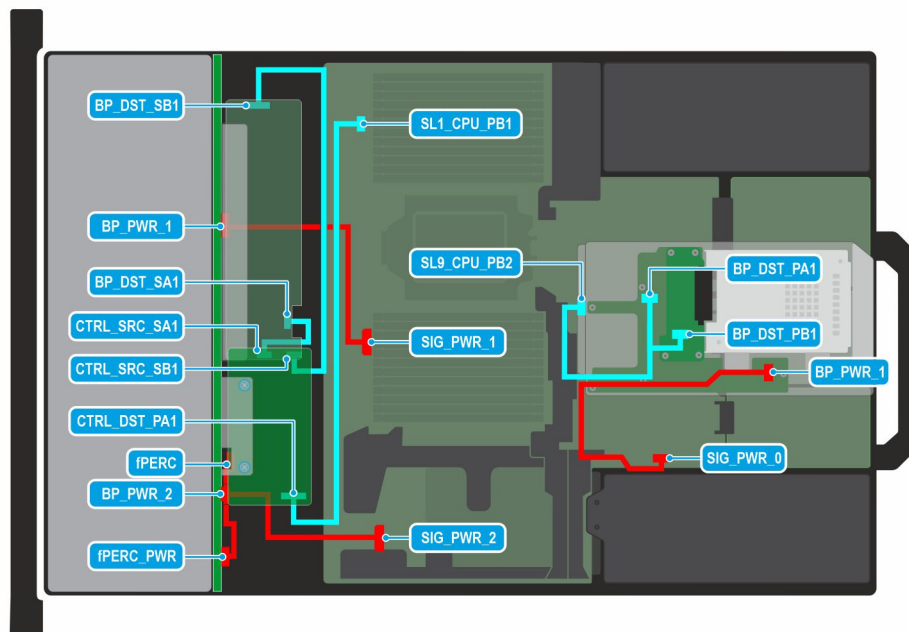 BP_DST_SB1
SL1_CPU_PB1
BP_PWR_1
SL9_CPU_PB2
BP_DST_PA1
BP_DST_SA1
CTRL_SRC_SA1
BP_DST_PB1
SIG_PWR_1
CTRL_SRC_SB1
BP_PWR_1
CTRL_DST_PA1
fPERC
SIG_PWR_0
BP_PWR_2
SIG_PWR_2
fPERC_PWR